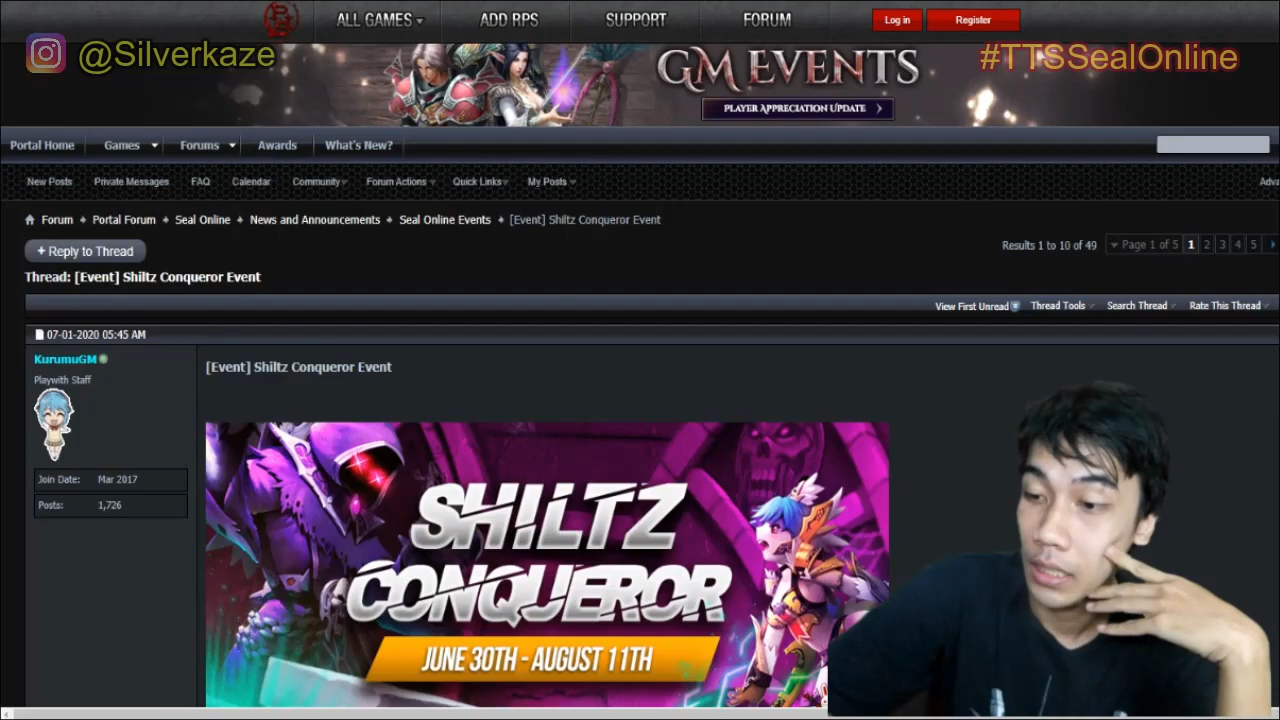 ALL GAMES ADD RPS SUPPORT FORUM Log in Register
@Silverkaze
#TTSSealOnline
GM EVENTS
PLAYER APPRECIATION UPDATE
Portal Home Games Forums Awards What's New?
New Posts Private Messages FAQ Calendar Community Forum Actions Quick Links My Posts Adva
Forum Portal Forum Seal Online News and Announcements Seal Online Events [Event] Shiltz Conqueror Event
+ Reply to Thread
Results 1 to 10 of 49 Page 1 of 5 1 2 3 4 5
Thread: [Event] Shiltz Conqueror Event
View First Unread Thread Tools Search Thread Rate This Thread
07-01-2020 05:45 AM
KurumuGM
Playwith Staff
[Event] Shiltz Conqueror Event
Join Date: Mar 2017
Posts: 1,726
SHILTZ
CONQUEROR
JUNE 30TH - AUGUST 11TH